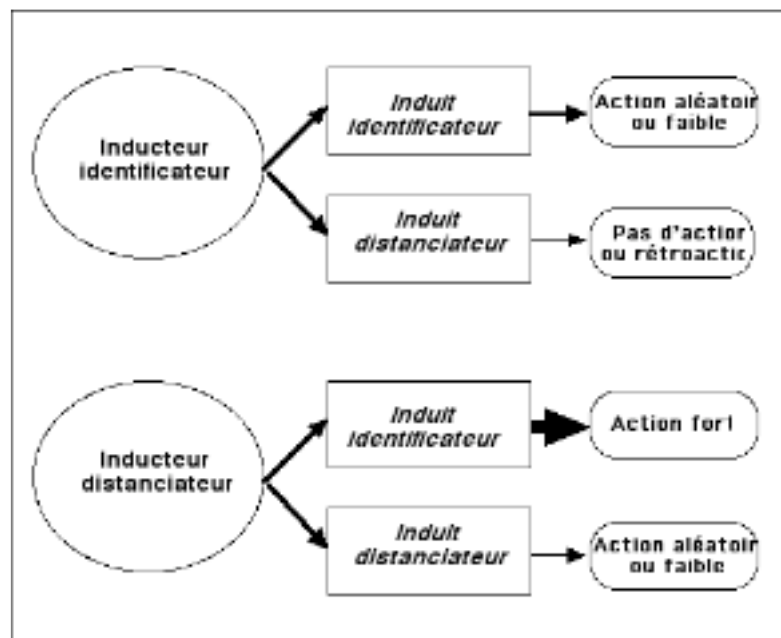 Inducteur
identificateur
Induit
Identificateur
Action aléatoir
ou faible
Induit
distanciateur
Pas d'action
ou rétroactic
Inducteur
distanciateur
Induit
Identificateur
Action fort
Induit
distanciateur
Action aléatoir
ou faible